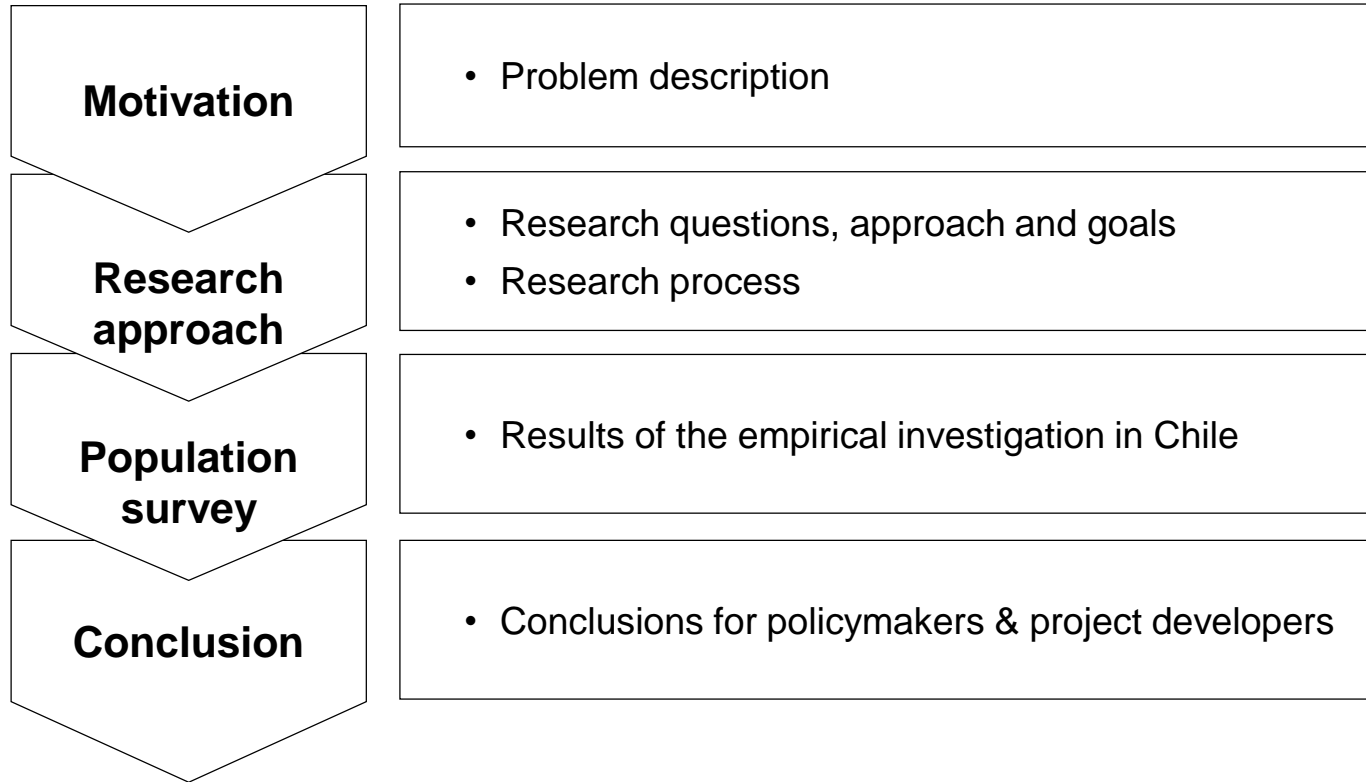 Motivation
• Problem description
Research
approach
• Research questions, approach and goals
• Research process
Population
survey
• Results of the empirical investigation in Chile
Conclusion
• Conclusions for policymakers & project developers